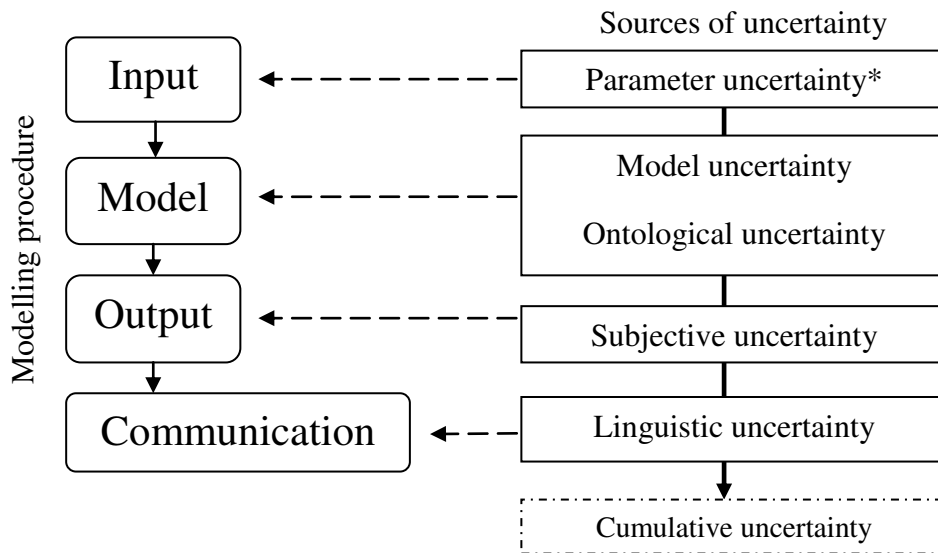 Sources of uncertainty
Modelling procedure
Input
Parameter uncertainty*
Model
Model uncertainty
Ontological uncertainty
Output
Subjective uncertainty
Communication
Linguistic uncertainty
Cumulative uncertainty